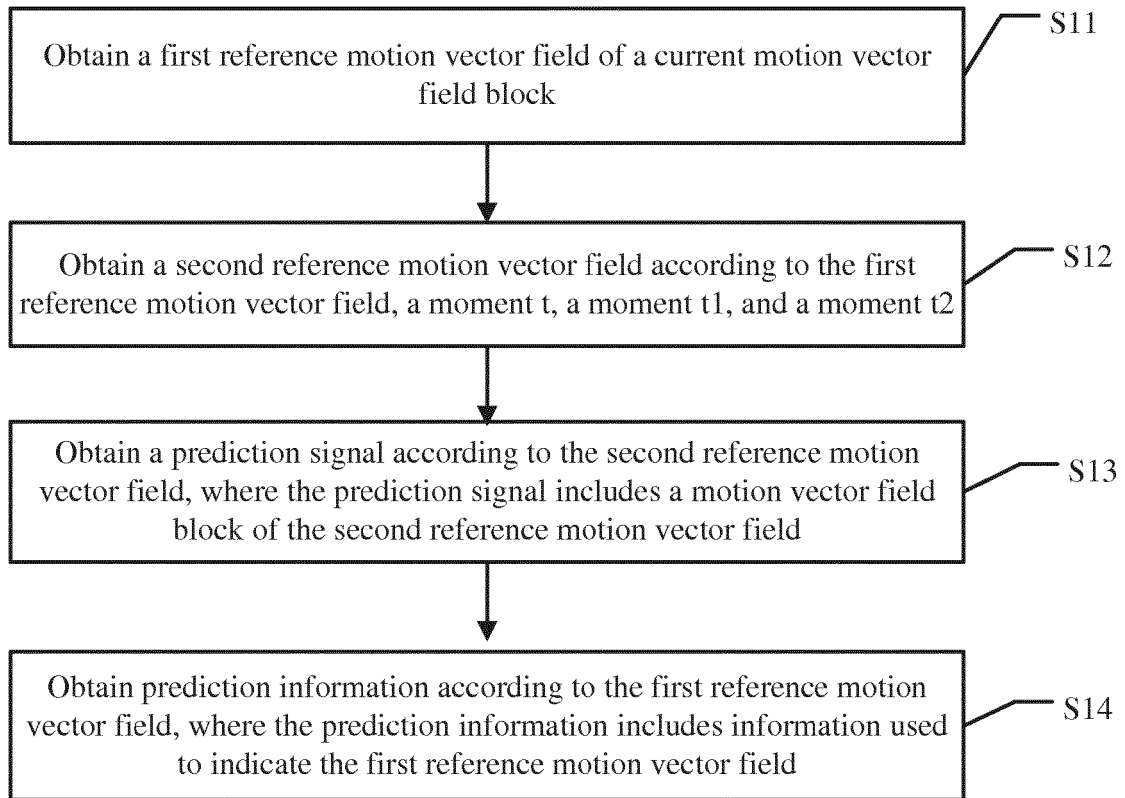 Obtain a first reference motion vector field of a current motion vector
field block
S11
Obtain a second reference motion vector field according to the first
reference motion vector field, a moment t, a moment t1, and a moment t2
S12
Obtain a prediction signal according to the second reference motion
vector field, where the prediction signal includes a motion vector field
block of the second reference motion vector field
S13
Obtain prediction information according to the first reference motion
vector field, where the prediction information includes information used
to indicate the first reference motion vector field
S14